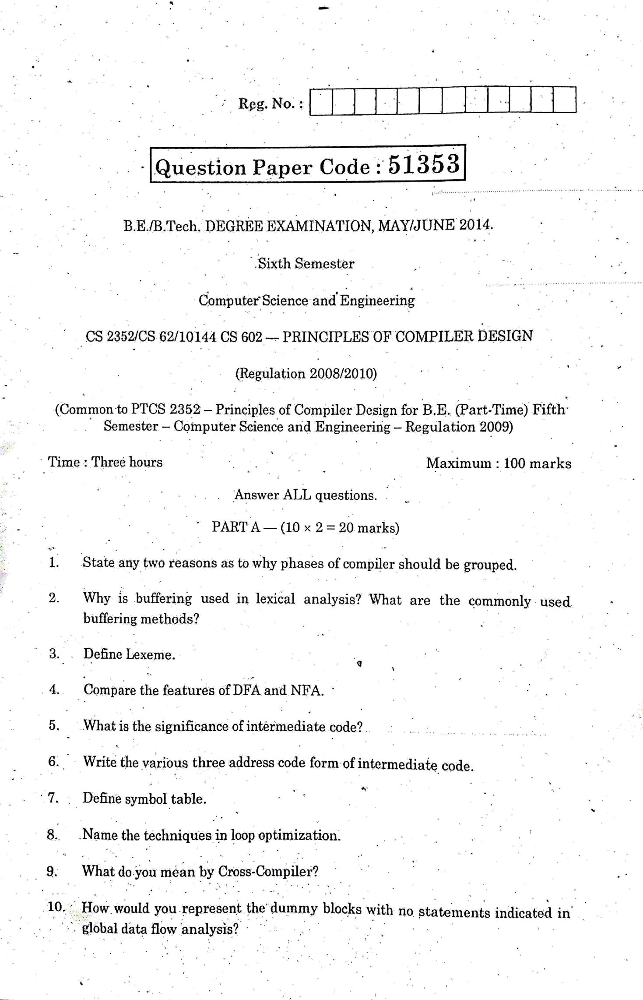 Reg. No. :
Question Paper Code : 51353
B.E./B.Tech. DEGREE EXAMINATION, MAY/JUNE 2014.
Sixth Semester
Computer Science and Engineering
CS 2352/CS 62/10144 CS 602 — PRINCIPLES OF COMPILER DESIGN
(Regulation 2008/2010)
(Common to PTCS 2352 – Principles of Compiler Design for B.E. (Part-Time) Fifth
Semester – Computer Science and Engineering – Regulation 2009)
Time : Three hours Maximum : 100 marks
Answer ALL questions.
PART A — (10 × 2 = 20 marks)
1. State any two reasons as to why phases of compiler should be grouped.
2. Why is buffering used in lexical analysis? What are the commonly used
buffering methods?
3. Define Lexeme.
4. Compare the features of DFA and NFA.
5. What is the significance of intermediate code?
6. Write the various three address code form of intermediate code.
7. Define symbol table.
8. Name the techniques in loop optimization.
9. What do you mean by Cross-Compiler?
10. How would you represent the dummy blocks with no statements indicated in
global data flow analysis?